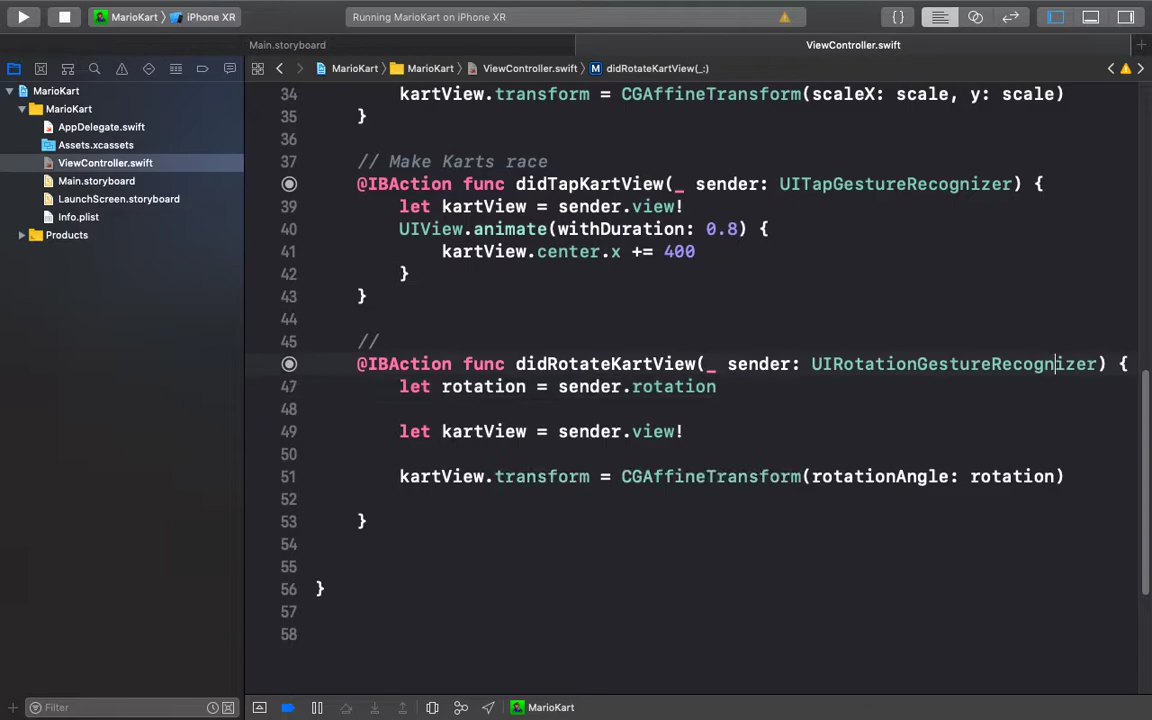 MarioKart
iPhone XR
Running MarioKart on iPhone XR
{}
Main.storyboard
ViewController.swift
MarioKart
MarioKart
ViewController.swift
M
didRotateKartView(_:)
MarioKart
MarioKart
AppDelegate.swift
Assets.xcassets
ViewController.swift
Main.storyboard
LaunchScreen.storyboard
Info.plist
Products
34 kartView.transform = CGAffineTransform(scaleX: scale, y: scale)
35 }
36
37 // Make Karts race
@IBAction func didTapKartView(_ sender: UITapGestureRecognizer) {
39 let kartView = sender.view!
40 UIView.animate(withDuration: 0.8) {
41 kartView.center.x += 400
42 }
43 }
44
45 //
@IBAction func didRotateKartView(_ sender: UIRotationGestureRecognizer) {
47 let rotation = sender.rotation
48
49 let kartView = sender.view!
50
51 kartView.transform = CGAffineTransform(rotationAngle: rotation)
52
53 }
54
55
56 }
57
58
Filter
MarioKart